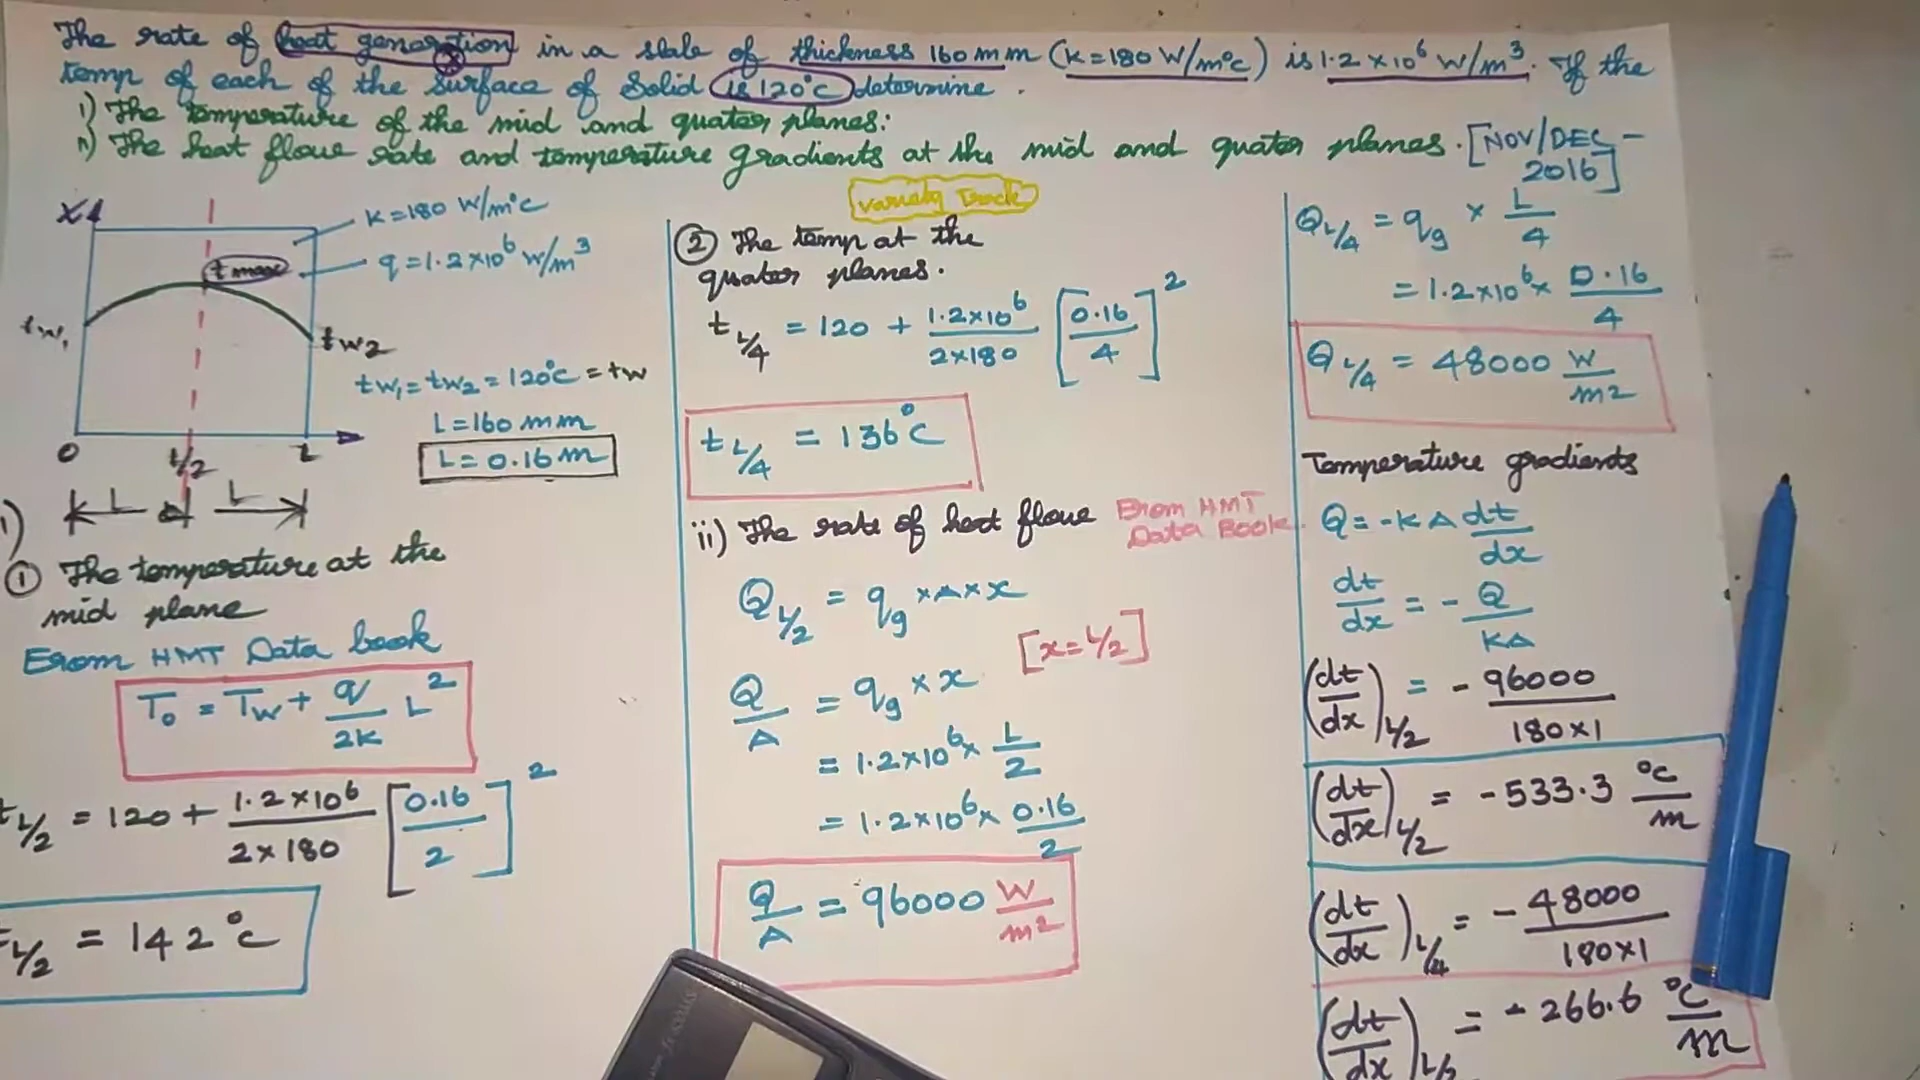 The rate of heat generation in a slab of thickness 160 mm (k=180 W/m°c) is 1.2×10⁶ W/m³. If the
temp of each of the surface of Solid is 120°c determine.
i) The temperature of the mid and quater planes:
ii) The heat flow rate and temperature gradients at the mid and quater planes. [NOV/DEC -
2016]
x
k=180 W/m°c
q=1.2×10⁶ W/m³
t max
tw₁
tw₂
tw₁=tw₂=120°c=tw
L=160 mm
L=0.16m
0
L/2
L
L
L
i)
① The temperature at the
mid plane
From HMT Data book
T₀ = Tw + q/2K L²
t L/2 = 120 + 1.2×10⁶/2×180 [0.16/2]²
t L/2 = 142°c
Variety Track
② The temp at the
quater planes.
t L/4 = 120 + 1.2×10⁶/2×180 [0.16/4]²
t L/4 = 136°c
ii) The rate of heat flow From HMT
Data Book.
Q L/2 = qg × A × x
[x=L/2]
Q/A = qg × x
= 1.2×10⁶ × L/2
= 1.2×10⁶ × 0.16/2
Q/A = 96000 W/m²
Q L/4 = qg × L/4
= 1.2×10⁶ × 0.16/4
Q L/4 = 48000 W/m²
Temperature gradients
Q = -KA dt/dx
dt/dx = - Q/KA
(dt/dx) L/2 = - 96000/180×1
(dt/dx) L/2 = -533.3 °c/m
(dt/dx) L/4 = - 48000/180×1
(dt/dx) = - 266.6 °C/m